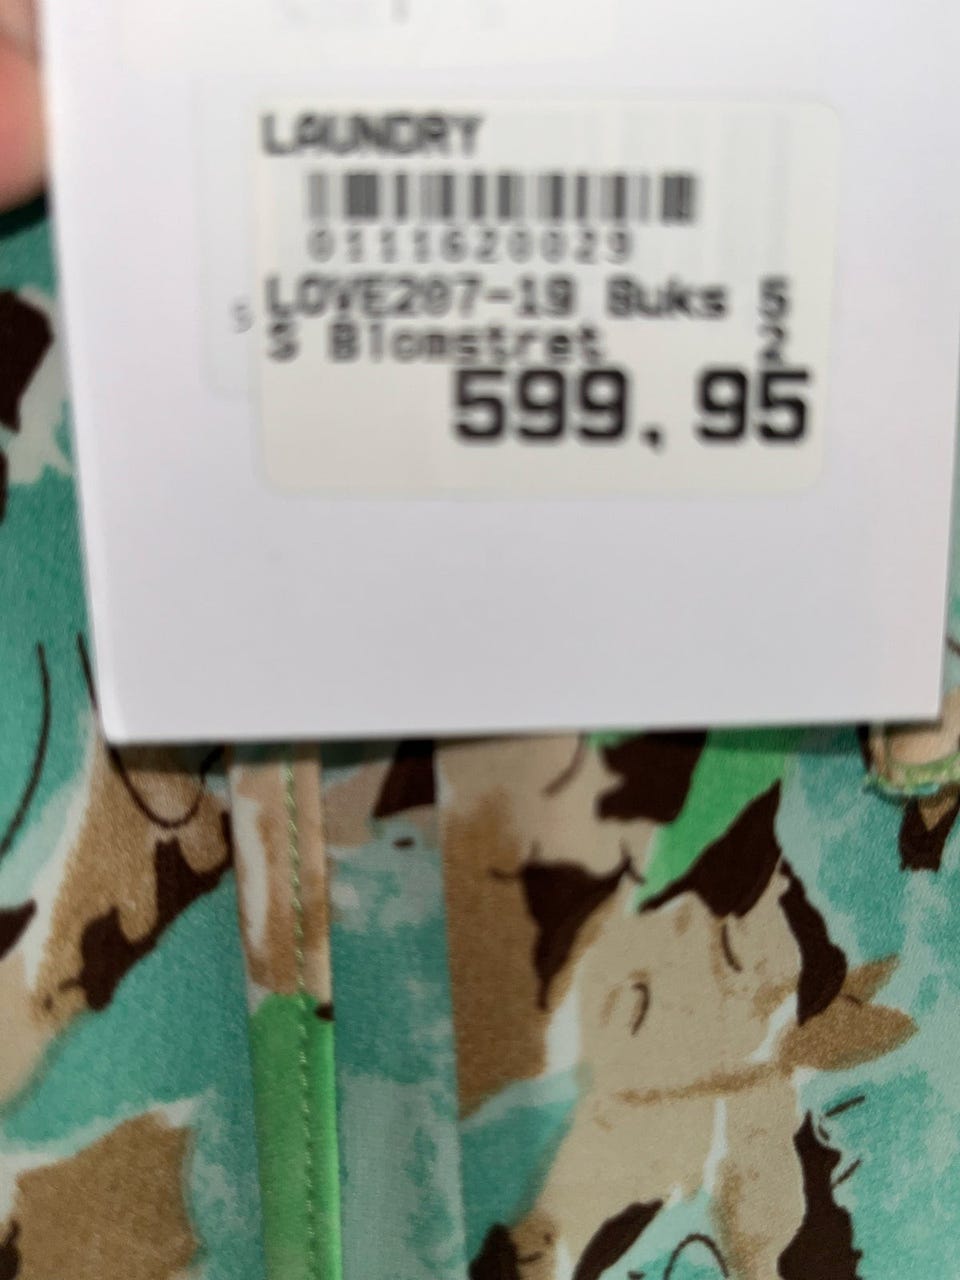 LAUNDRY
0111620029
LOVE207-19 Buks 5
S Blomstret 2
599,95
S